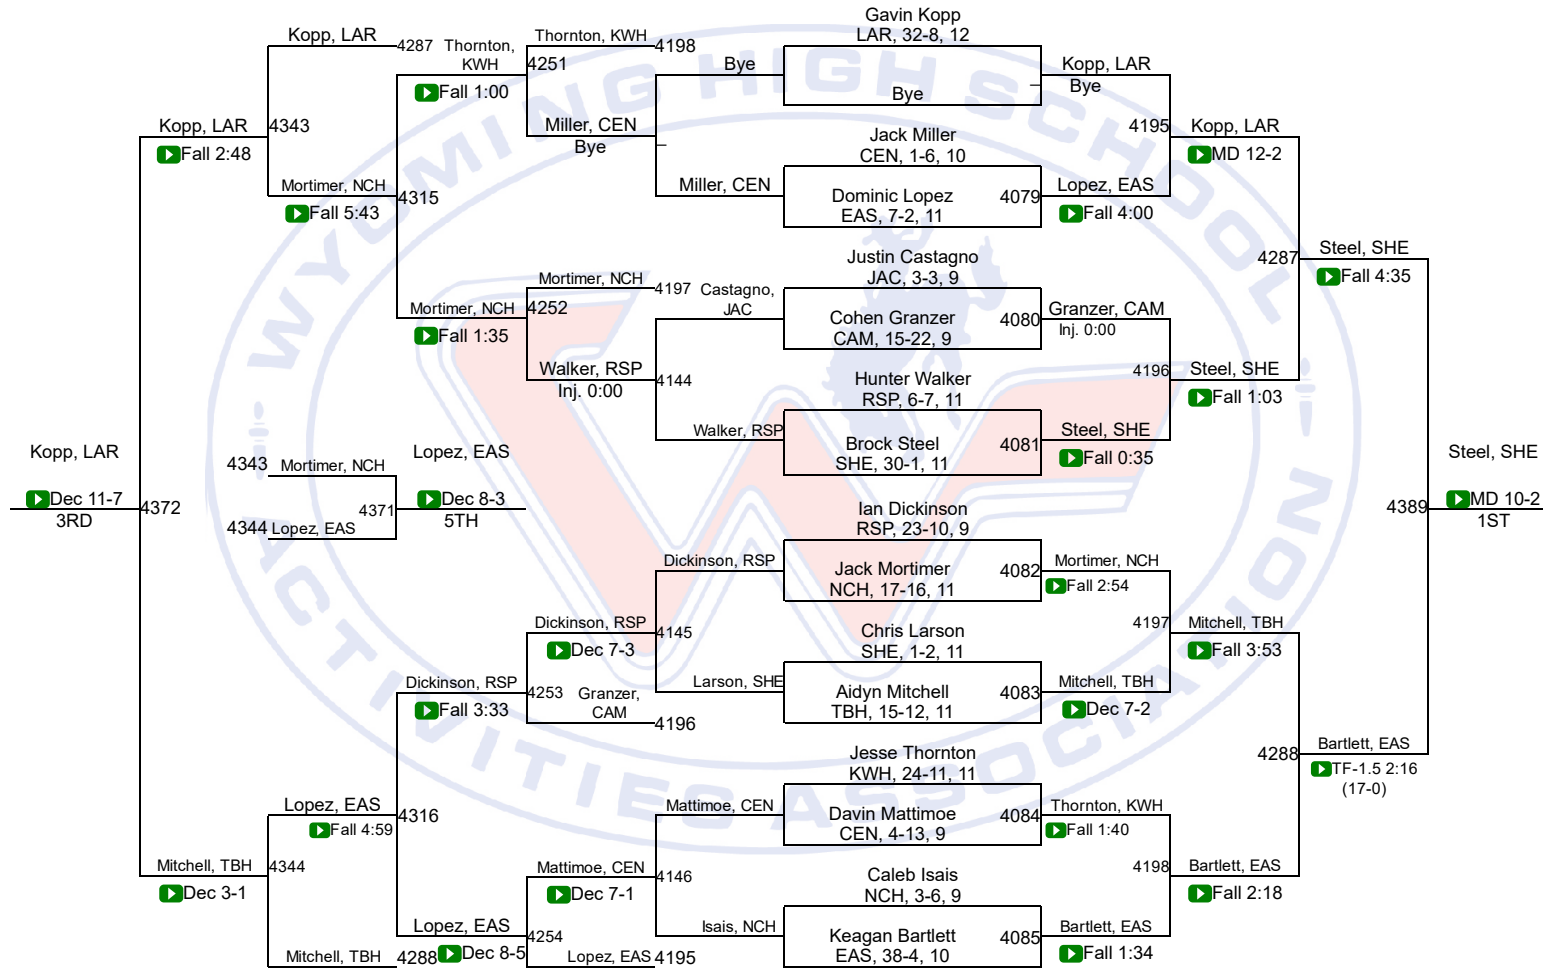 WYOMING HIGH SCHOOL
ACTIVITIES ASSOCIATION
Kopp, LAR
4287
Thornton,
KWH
Fall 1:00
Thornton, KWH
4198
4251
Bye
Gavin Kopp
LAR, 32-8, 12
Bye
Kopp, LAR
Bye
Kopp, LAR
Fall 2:48
4343
Miller, CEN
Bye
Jack Miller
CEN, 1-6, 10
4195
Kopp, LAR
MD 12-2
Mortimer, NCH
Fall 5:43
4315
Miller, CEN
Dominic Lopez
EAS, 7-2, 11
4079
Lopez, EAS
Fall 4:00
Mortimer, NCH
4197
Castagno,
JAC
Justin Castagno
JAC, 3-3, 9
4287
Steel, SHE
Fall 4:35
Mortimer, NCH
Fall 1:35
4252
Cohen Granzer
CAM, 15-22, 9
4080
Granzer, CAM
Inj. 0:00
Walker, RSP
Inj. 0:00
4144
Hunter Walker
RSP, 6-7, 11
4196
Steel, SHE
Fall 1:03
Walker, RSP
Brock Steel
SHE, 30-1, 11
4081
Steel, SHE
Fall 0:35
Kopp, LAR
Dec 11-7
3RD
4372
4343
Mortimer, NCH
4344
Lopez, EAS
4371
Lopez, EAS
Dec 8-3
5TH
4389
Steel, SHE
MD 10-2
1ST
Ian Dickinson
RSP, 23-10, 9
Dickinson, RSP
Jack Mortimer
NCH, 17-16, 11
4082
Mortimer, NCH
Fall 2:54
Dickinson, RSP
Dec 7-3
4145
Chris Larson
SHE, 1-2, 11
4197
Mitchell, TBH
Fall 3:53
Dickinson, RSP
Fall 3:33
4253
Granzer,
CAM
4196
Larson, SHE
Aidyn Mitchell
TBH, 15-12, 11
4083
Mitchell, TBH
Dec 7-2
Jesse Thornton
KWH, 24-11, 11
4288
Bartlett, EAS
TF-1.5 2:16
(17-0)
Lopez, EAS
Fall 4:59
4316
Mattimoe, CEN
Davin Mattimoe
CEN, 4-13, 9
4084
Thornton, KWH
Fall 1:40
Mitchell, TBH
Dec 3-1
4344
Mattimoe, CEN
Dec 7-1
4146
Caleb Isais
NCH, 3-6, 9
4198
Bartlett, EAS
Fall 2:18
Lopez, EAS
Dec 8-5
4254
Isais, NCH
Keagan Bartlett
EAS, 38-4, 10
4085
Bartlett, EAS
Fall 1:34
Mitchell, TBH
4288
Lopez, EAS
4195